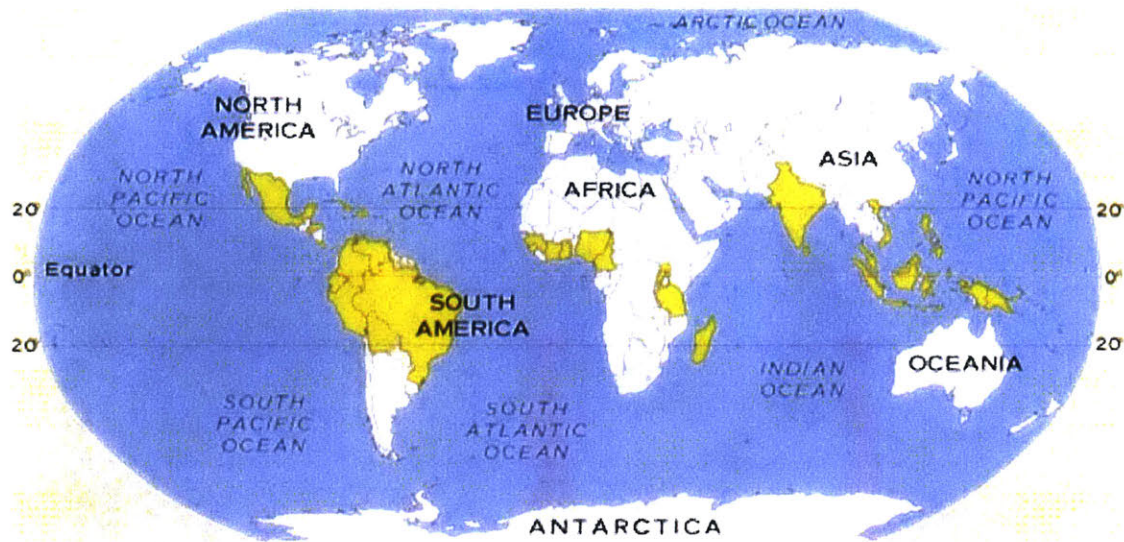 ARCTIC OCEAN
NORTH
AMERICA
EUROPE
ASIA
NORTH
PACIFIC
OCEAN
NORTH
ATLANTIC
OCEAN
AFRICA
NORTH
PACIFIC
OCEAN
20°
20°
Equator
0°
0°
SOUTH
AMERICA
20°
20°
INDIAN
OCEAN
OCEANIA
SOUTH
PACIFIC
OCEAN
SOUTH
ATLANTIC
OCEAN
ANTARCTICA